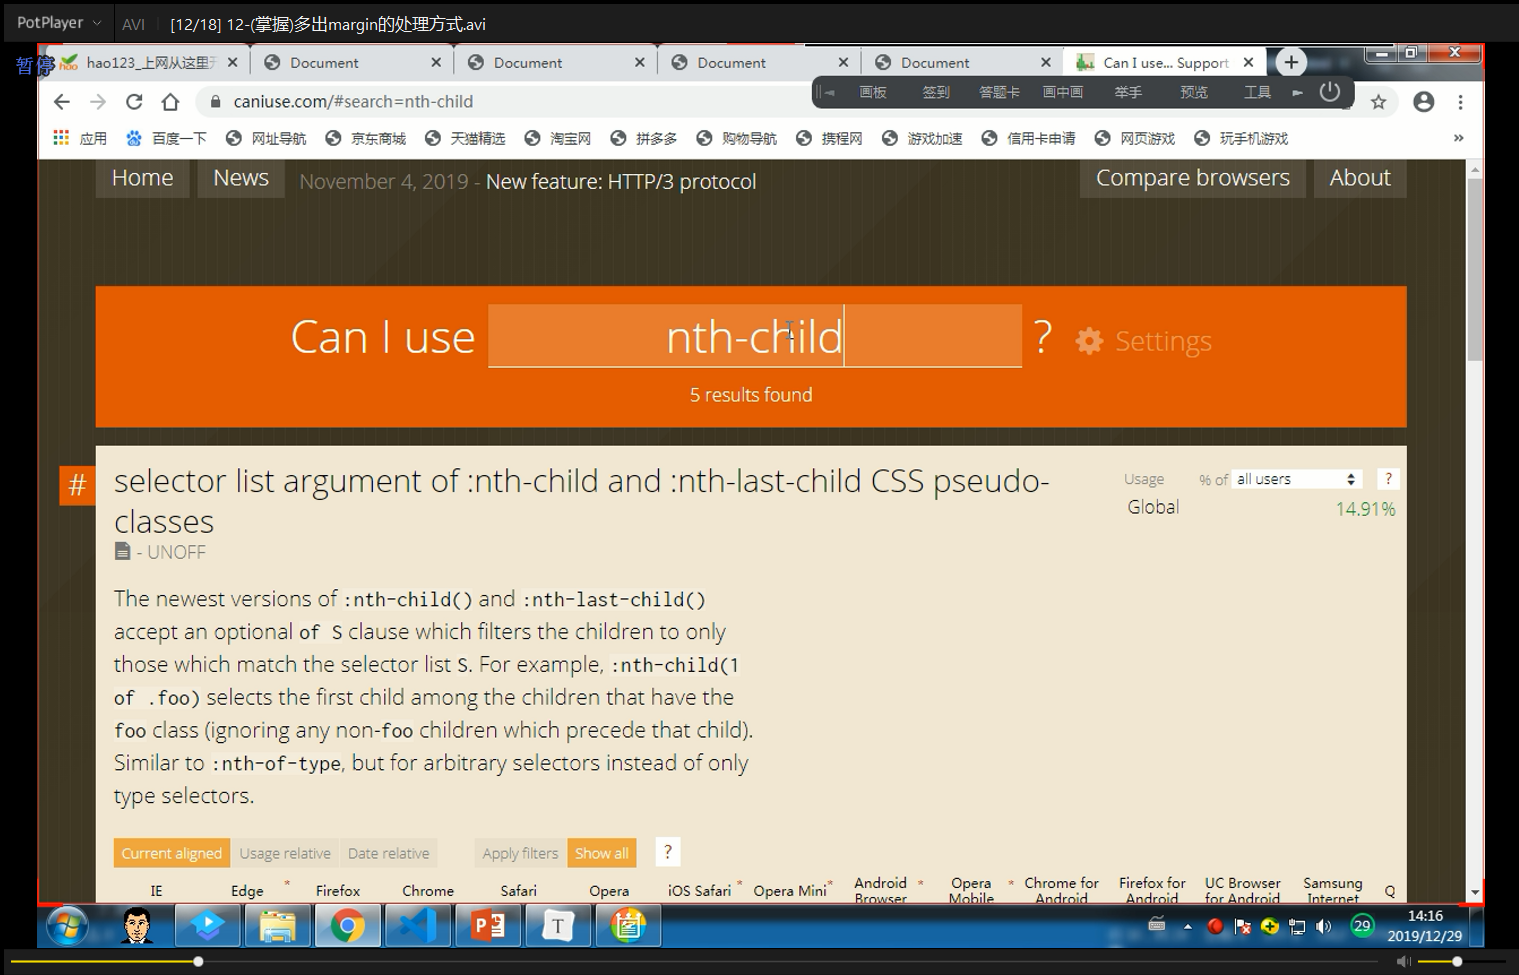 PotPlayer
AVI
[12/18] 12-(掌握)多出margin的处理方式.avi
暂停
hao123_上网从这里开
Document
Document
Document
Document
Can I use... Support
caniuse.com/#search=nth-child
画板
签到
答题卡
画中画
举手
预览
工具
应用
百度一下
网址导航
京东商城
天猫精选
淘宝网
拼多多
购物导航
携程网
游戏加速
信用卡申请
网页游戏
玩手机游戏
»
Home
News
November 4, 2019 - New feature: HTTP/3 protocol
Compare browsers
About
Can I use
nth-child
?
Settings
5 results found
#
selector list argument of :nth-child and :nth-last-child CSS pseudo-
classes
- UNOFF
Usage
% of
all users
?
Global
14.91%
The newest versions of :nth-child() and :nth-last-child()
accept an optional of S clause which filters the children to only
those which match the selector list S. For example, :nth-child(1
of .foo) selects the first child among the children that have the
foo class (ignoring any non-foo children which precede that child).
Similar to :nth-of-type, but for arbitrary selectors instead of only
type selectors.
Current aligned
Usage relative
Date relative
Apply filters
Show all
?
IE
Edge *
Firefox
Chrome
Safari
Opera
iOS Safari *
Opera Mini *
Android *
Browser
Opera *
Mobile
Chrome for
Android
Firefox for
Android
UC Browser
for Android
Samsung
Internet
Q
P
T
29
14:16
2019/12/29